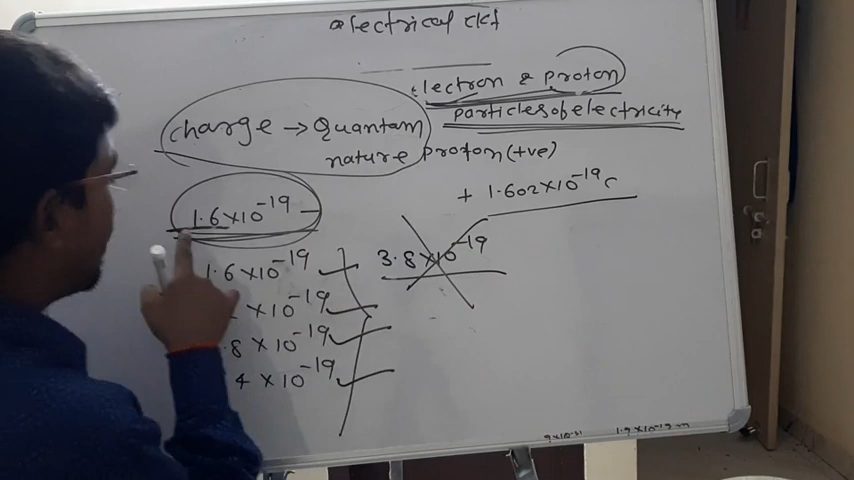 electrical ckt
Electron & proton
particles of electricity
charge → Quantam
nature
proton (+ve)
+ 1.602×10⁻¹⁹ c
1.6×10⁻¹⁹
1.6×10⁻¹⁹
3.8×10⁻¹⁹
×10⁻¹⁹
.8×10⁻¹⁹
4×10⁻¹⁹